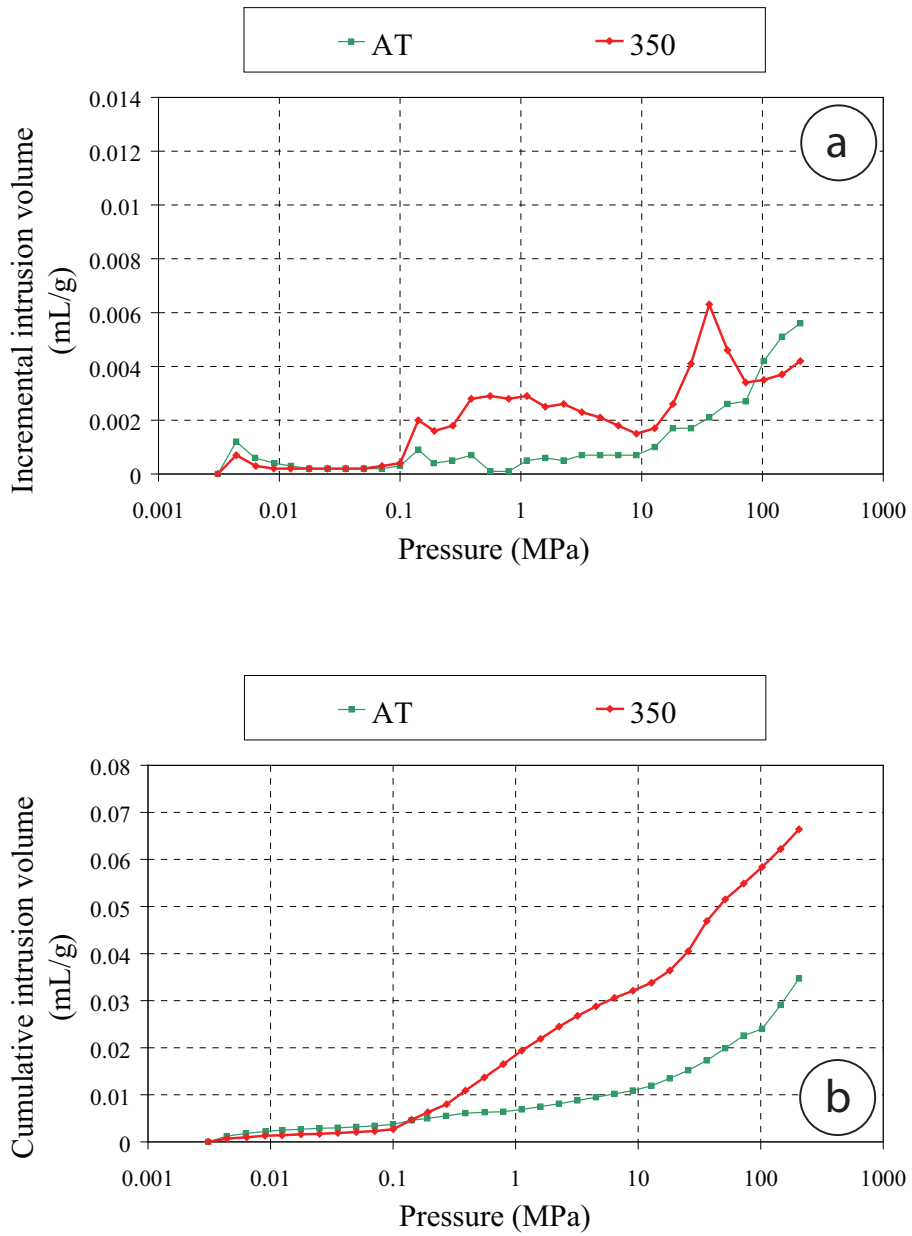 AT 350
0.014
0.012
0.01
0.008
0.006
0.004
0.002
0
0.001 0.01 0.1 1 10 100 1000
Pressure (MPa)
Incremental intrusion volume
(mL/g)
a
AT 350
0.08
0.07
0.06
0.05
0.04
0.03
0.02
0.01
0
0.001 0.01 0.1 1 10 100 1000
Pressure (MPa)
Cumulative intrusion volume
(mL/g)
b